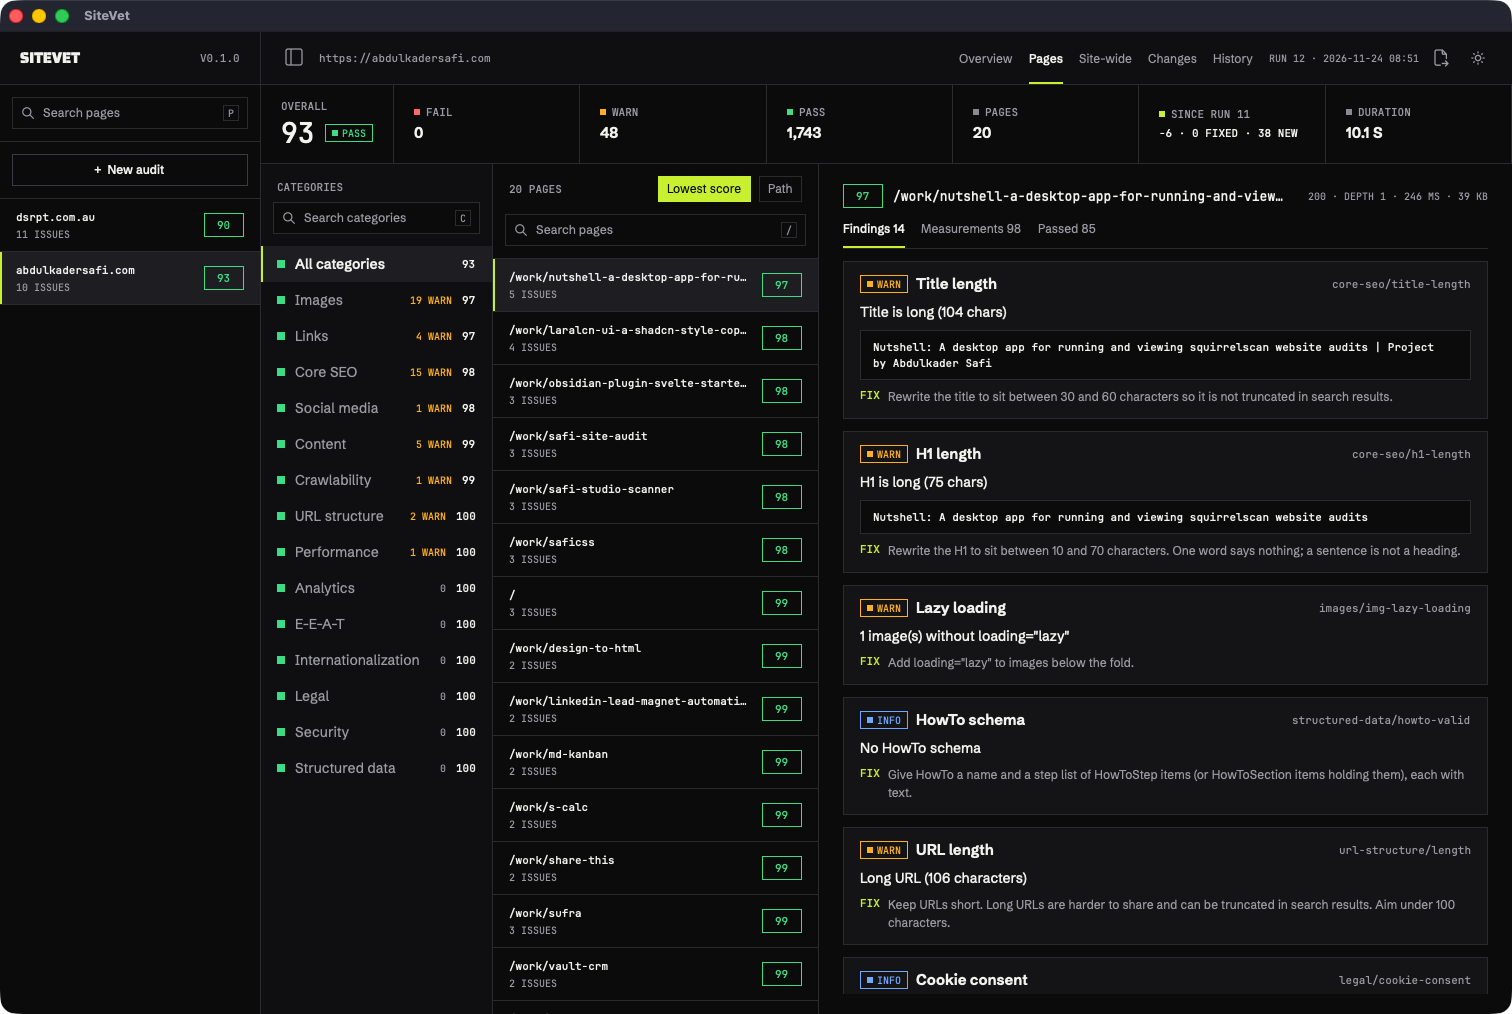 SiteVet
SITEVET
V0.1.0
Search pages
P
+ New audit
dsrpt.com.au
11 ISSUES
90
abdulkadersafi.com
10 ISSUES
93
https://abdulkadersafi.com
Overview
Pages
Site-wide
Changes
History
RUN 12 · 2026-11-24 08:51
OVERALL
93
PASS
FAIL
0
WARN
48
PASS
1,743
PAGES
20
SINCE RUN 11
-6 · 0 FIXED · 38 NEW
DURATION
10.1 S
CATEGORIES
Search categories
C
All categories 93
Images 19 WARN 97
Links 4 WARN 97
Core SEO 15 WARN 98
Social media 1 WARN 98
Content 5 WARN 99
Crawlability 1 WARN 99
URL structure 2 WARN 100
Performance 1 WARN 100
Analytics 0 100
E-E-A-T 0 100
Internationalization 0 100
Legal 0 100
Security 0 100
Structured data 0 100
20 PAGES
Lowest score
Path
Search pages
/
/work/nutshell-a-desktop-app-for-ru…
5 ISSUES
97
/work/laralcn-ui-a-shadcn-style-cop…
4 ISSUES
98
/work/obsidian-plugin-svelte-starte…
3 ISSUES
98
/work/safi-site-audit
3 ISSUES
98
/work/safi-studio-scanner
3 ISSUES
98
/work/saficss
3 ISSUES
98
/
3 ISSUES
99
/work/design-to-html
2 ISSUES
99
/work/linkedin-lead-magnet-automati…
2 ISSUES
99
/work/md-kanban
2 ISSUES
99
/work/s-calc
2 ISSUES
99
/work/share-this
2 ISSUES
99
/work/sufra
3 ISSUES
99
/work/vault-crm
2 ISSUES
99
97
/work/nutshell-a-desktop-app-for-running-and-view…
200 · DEPTH 1 · 246 MS · 39 KB
Findings 14
Measurements 98
Passed 85
WARN
Title length
core-seo/title-length
Title is long (104 chars)
Nutshell: A desktop app for running and viewing squirrelscan website audits | Project
by Abdulkader Safi
FIX Rewrite the title to sit between 30 and 60 characters so it is not truncated in search results.
WARN
H1 length
core-seo/h1-length
H1 is long (75 chars)
Nutshell: A desktop app for running and viewing squirrelscan website audits
FIX Rewrite the H1 to sit between 10 and 70 characters. One word says nothing; a sentence is not a heading.
WARN
Lazy loading
images/img-lazy-loading
1 image(s) without loading="lazy"
FIX Add loading="lazy" to images below the fold.
INFO
HowTo schema
structured-data/howto-valid
No HowTo schema
FIX Give HowTo a name and a step list of HowToStep items (or HowToSection items holding them), each with
text.
WARN
URL length
url-structure/length
Long URL (106 characters)
FIX Keep URLs short. Long URLs are harder to share and can be truncated in search results. Aim under 100
characters.
INFO
Cookie consent
legal/cookie-consent